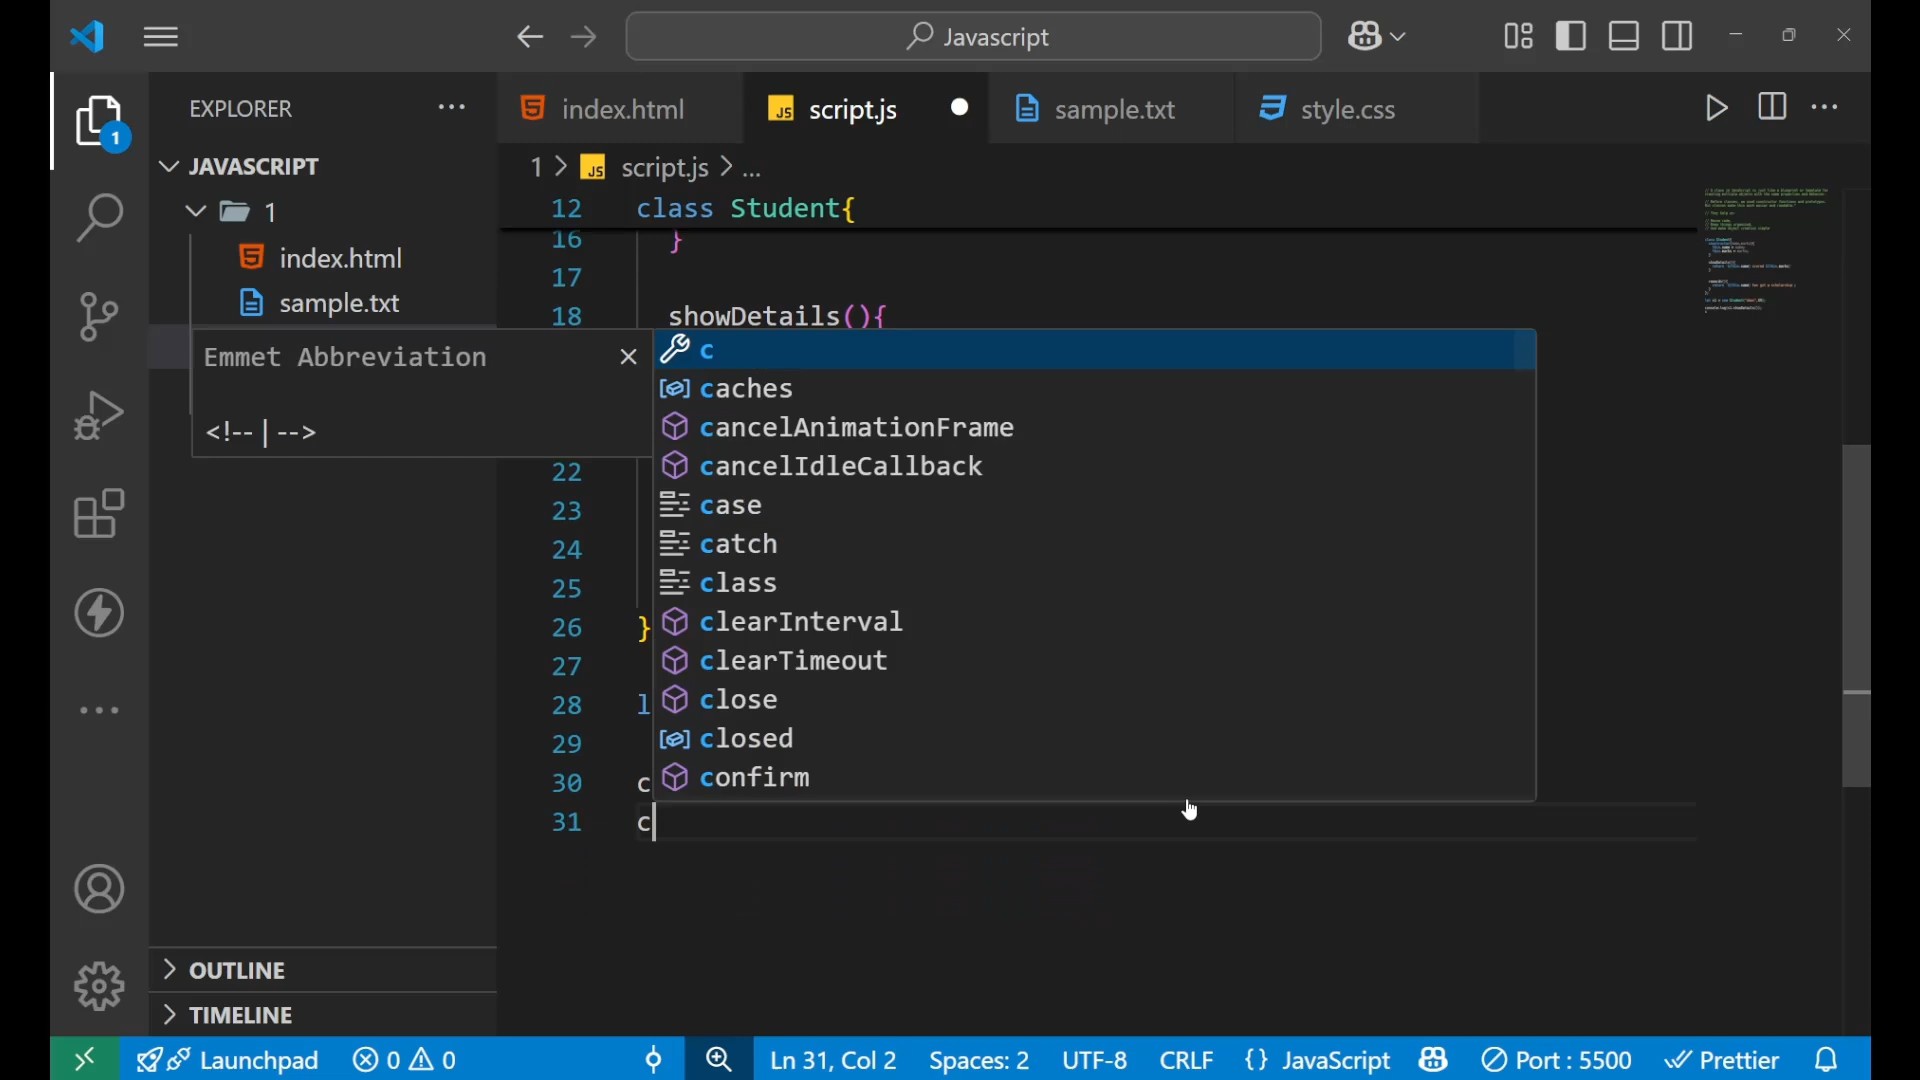 Javascript
EXPLORER
index.html
script.js
sample.txt
style.css
1
JAVASCRIPT
1 > script.js > ...
1
12 class Student{
16 }
17
18 showDetails(){
index.html
sample.txt
Emmet Abbreviation
<!--|-->
c
caches
cancelAnimationFrame
cancelIdleCallback
case
catch
class
clearInterval
clearTimeout
close
closed
confirm
22
23
24
25
26 }
27
28 l
29
30 c
31 c
OUTLINE
TIMELINE
Launchpad 0 0 Ln 31, Col 2 Spaces: 2 UTF-8 CRLF {} JavaScript Port : 5500 Prettier